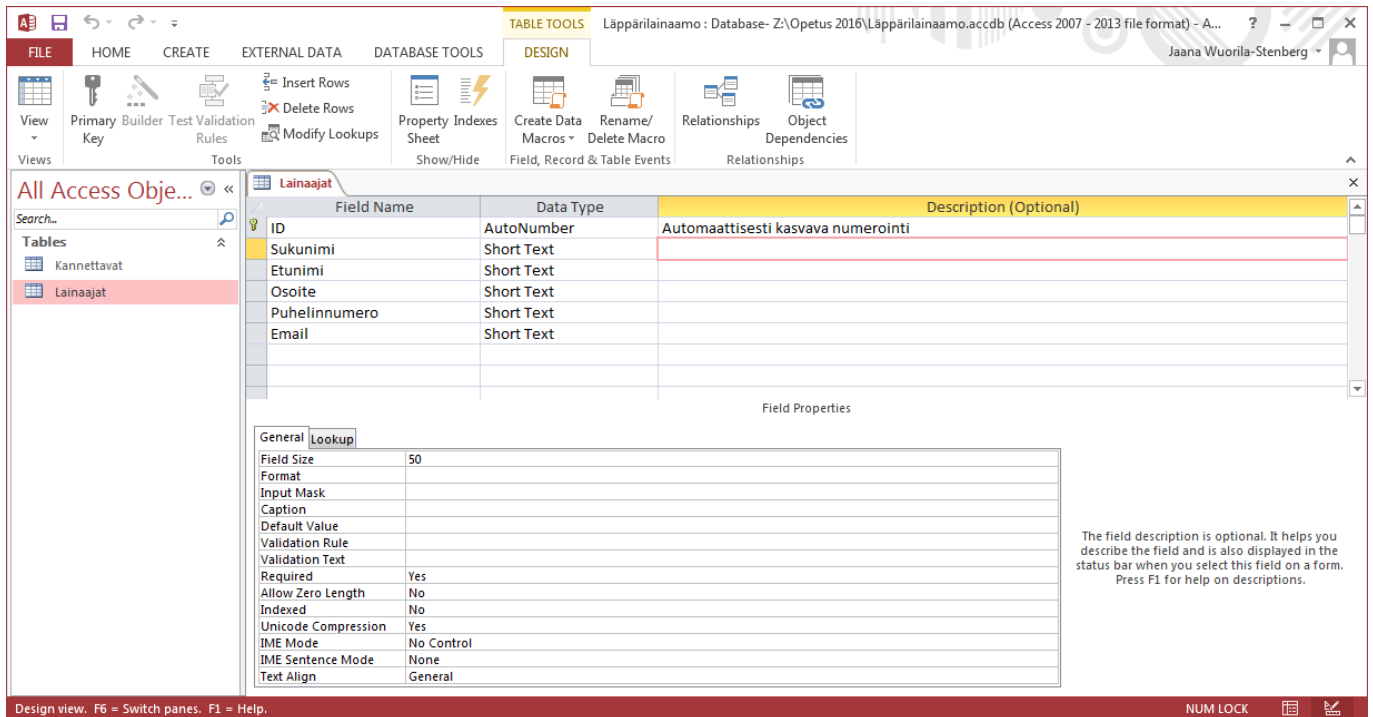 TABLE TOOLS Läppärilainaamo : Database- Z:\Opetus 2016\Läppärilainaamo.accdb (Access 2007 - 2013 file format) - A... ?
FILE HOME CREATE EXTERNAL DATA DATABASE TOOLS DESIGN Jaana Wuorila-Stenberg
View
Primary Key
Builder
Test Validation Rules
Insert Rows
Delete Rows
Modify Lookups
Property Sheet
Indexes
Create Data Macros
Rename/ Delete Macro
Relationships
Object Dependencies
Views Tools Show/Hide Field, Record & Table Events Relationships
All Access Obje... «
Search...
Tables
Kannettavat
Lainaajat
Lainaajat
Field Name Data Type Description (Optional)
ID AutoNumber Automaattisesti kasvava numerointi
Sukunimi Short Text
Etunimi Short Text
Osoite Short Text
Puhelinnumero Short Text
Email Short Text
Field Properties
General Lookup
Field Size 50
Format
Input Mask
Caption
Default Value
Validation Rule
Validation Text
Required Yes
Allow Zero Length No
Indexed No
Unicode Compression Yes
IME Mode No Control
IME Sentence Mode None
Text Align General
The field description is optional. It helps you
describe the field and is also displayed in the
status bar when you select this field on a form.
Press F1 for help on descriptions.
Design view. F6 = Switch panes. F1 = Help. NUM LOCK